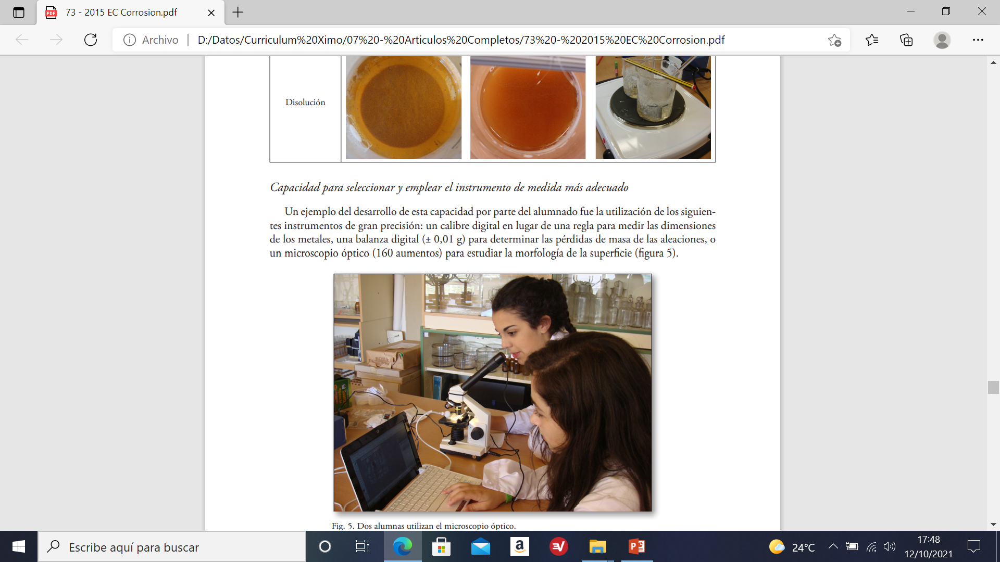 73 - 2015 EC Corrosion.pdf
Archivo
D:/Datos/Curriculum%20Ximo/07%20-%20Articulos%20Completos/73%20-%202015%20EC%20Corrosion.pdf
Disolución
Capacidad para seleccionar y emplear el instrumento de medida más adecuado
Un ejemplo del desarrollo de esta capacidad por parte del alumnado fue la utilización de los siguien-
tes instrumentos de gran precisión: un calibre digital en lugar de una regla para medir las dimensiones
de los metales, una balanza digital (± 0,01 g) para determinar las pérdidas de masa de las aleaciones, o
un microscopio óptico (160 aumentos) para estudiar la morfología de la superficie (figura 5).
Fig. 5. Dos alumnas utilizan el microscopio óptico.
Escribe aquí para buscar
24°C
17:48
12/10/2021